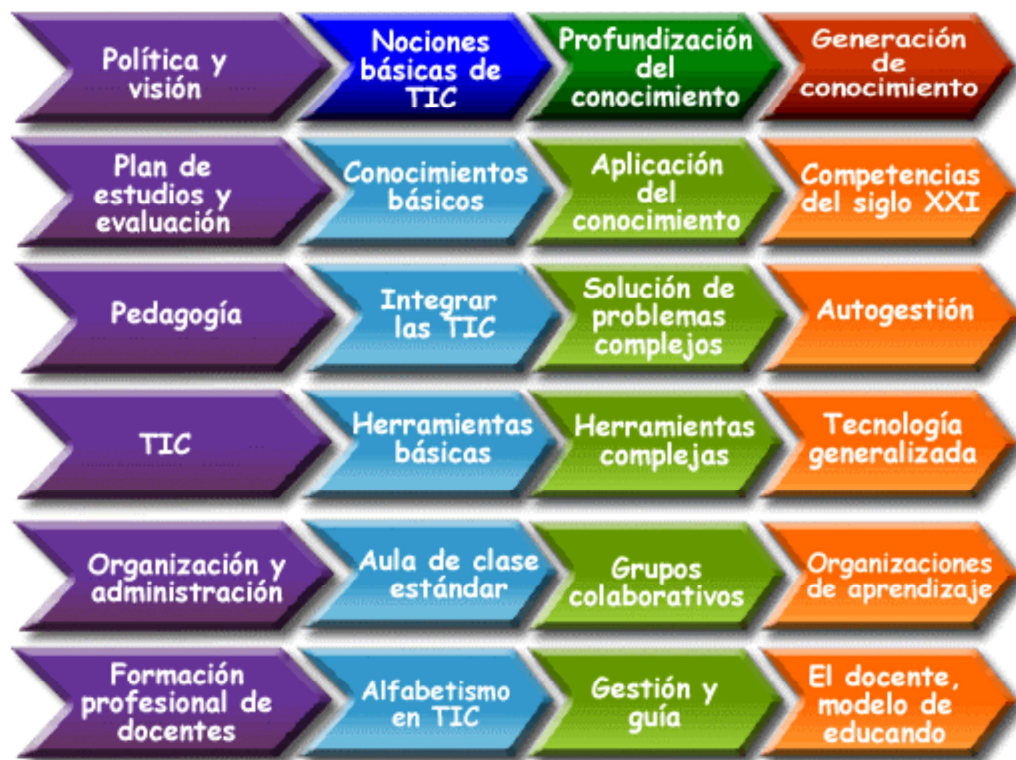 Política y
visión
Nociones
básicas de
TIC
Profundización
del
conocimiento
Generación
de
conocimiento
Plan de
estudios y
evaluación
Conocimientos
básicos
Aplicación
del
conocimiento
Competencias
del siglo XXI
Pedagogía
Integrar
las TIC
Solución de
problemas
complejos
Autogestión
TIC
Herramientas
básicas
Herramientas
complejas
Tecnología
generalizada
Organización y
administración
Aula de clase
estándar
Grupos
colaborativos
Organizaciones
de aprendizaje
Formación
profesional de
docentes
Alfabetismo
en TIC
Gestión y
guía
El docente,
modelo de
educando